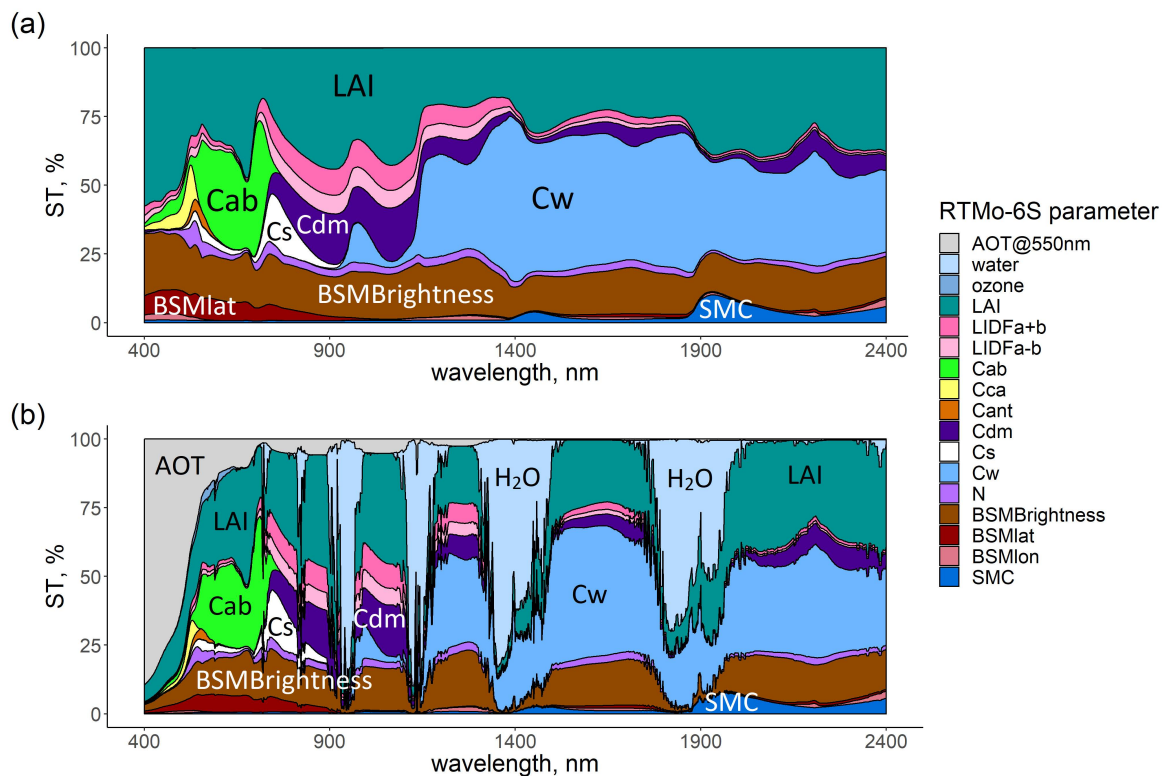 (a)
100
75
50
25
0
ST, %
LAI
Cab
Cs
Cdm
Cw
BSMlat
BSMBrightness
SMC
400
900
1400
1900
2400
wavelength, nm
(b)
100
75
50
25
0
ST, %
AOT
LAI
Cab
Cs
Cdm
H₂O
Cw
H₂O
LAI
BSMBrightness
SMC
400
900
1400
1900
2400
wavelength, nm
RTMo-6S parameter
AOT@550nm
water
ozone
LAI
LIDFa+b
LIDFa-b
Cab
Cca
Cant
Cdm
Cs
Cw
N
BSMBrightness
BSMlat
BSMlon
SMC